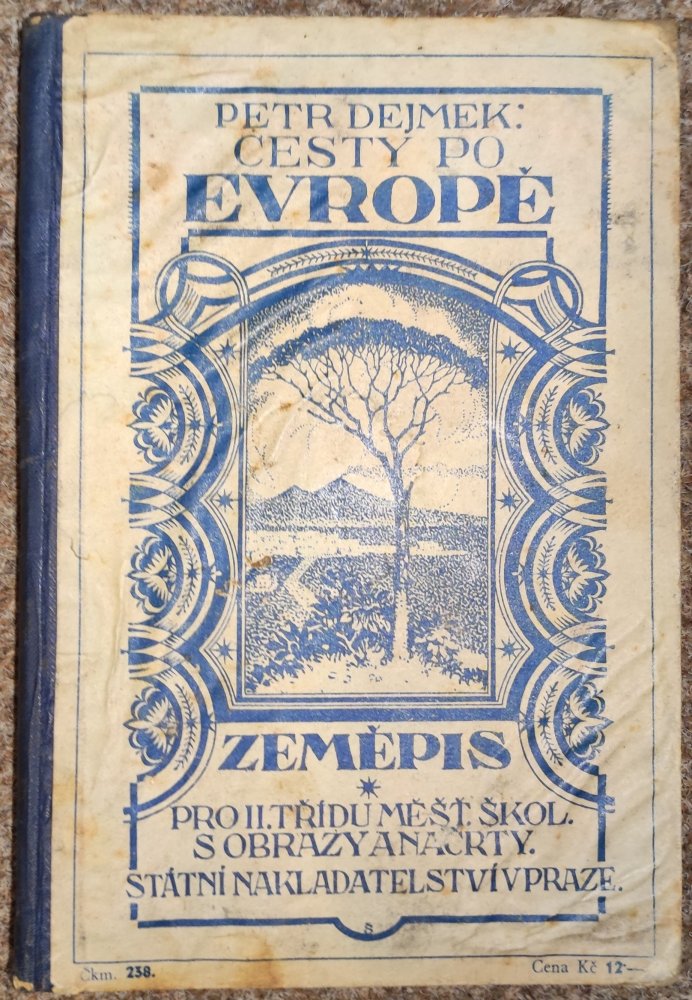 PETR DEJMEK:
CESTY PO
EVROPĚ
ZEMĚPIS
*
PRO II. TŘÍDU MĚŠŤ. ŠKOL.
S OBRAZY A NÁČRTY.
STÁTNÍ NAKLADATELSTVÍ V PRAZE.
S
Čkm. 238.
Cena Kč 12·—